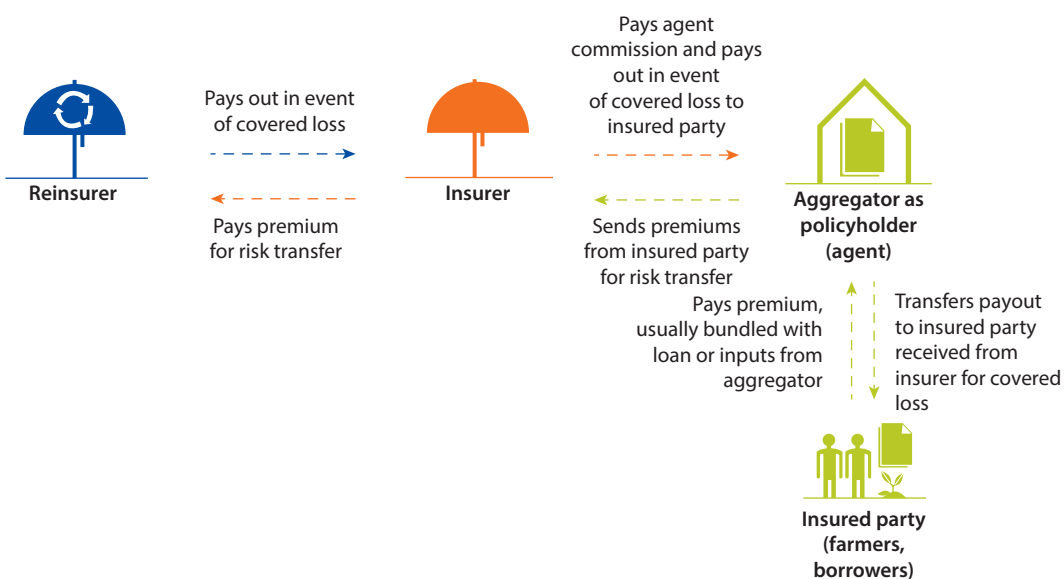 Pays agent
commission and pays
out in event
of covered loss to
insured party
Pays out in event
of covered loss
Reinsurer
Insurer
Aggregator as
policyholder
(agent)
Pays premium
for risk transfer
Sends premiums
from insured party
for risk transfer
Pays premium,
usually bundled with
loan or inputs from
aggregator
Transfers payout
to insured party
received from
insurer for covered
loss
Insured party
(farmers,
borrowers)